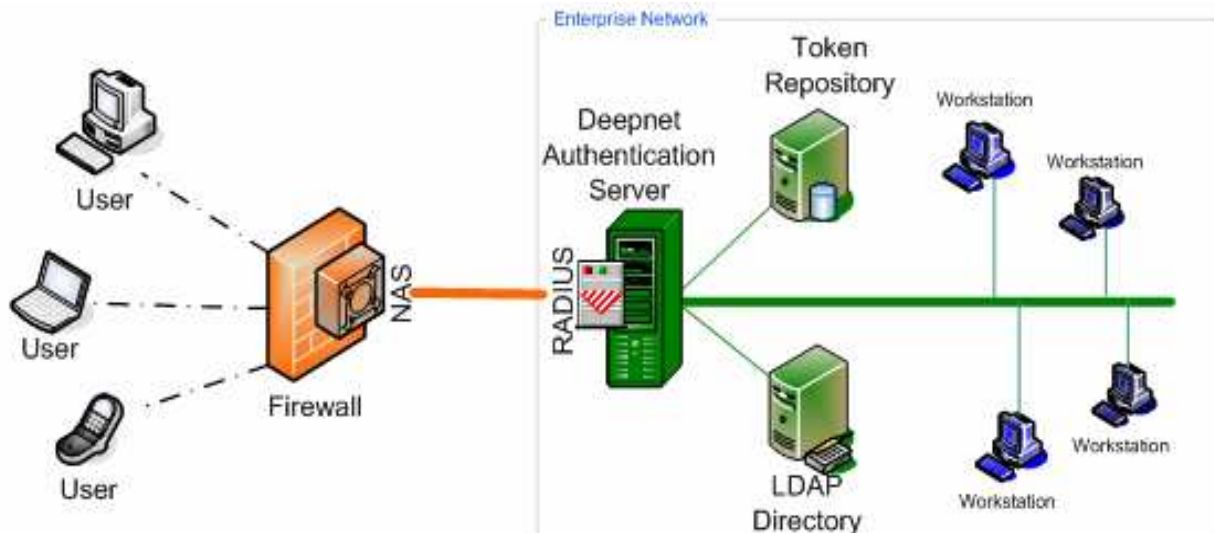 Enterprise Network
Token
Repository
Deepnet
Authentication
Server
Workstation
Workstation
User
User
User
Firewall
NAS
RADIUS
LDAP
Directory
Workstation
Workstation